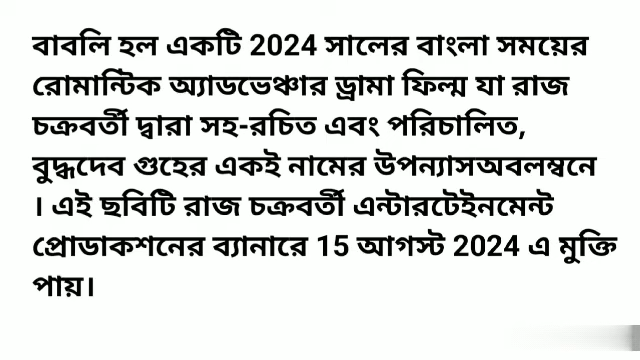 বাবলি হল একটি 2024 সালের বাংলা সময়ের
রোমান্টিক অ্যাডভেঞ্চার ড্রামা ফিল্ম যা রাজ
চক্রবর্তী দ্বারা সহ-রচিত এবং পরিচালিত,
বুদ্ধদেব গুহের একই নামের উপন্যাসঅবলম্বনে
। এই ছবিটি রাজ চক্রবর্তী এন্টারটেইনমেন্ট
প্রোডাকশনের ব্যানারে 15 আগস্ট 2024 এ মুক্তি
পায়।